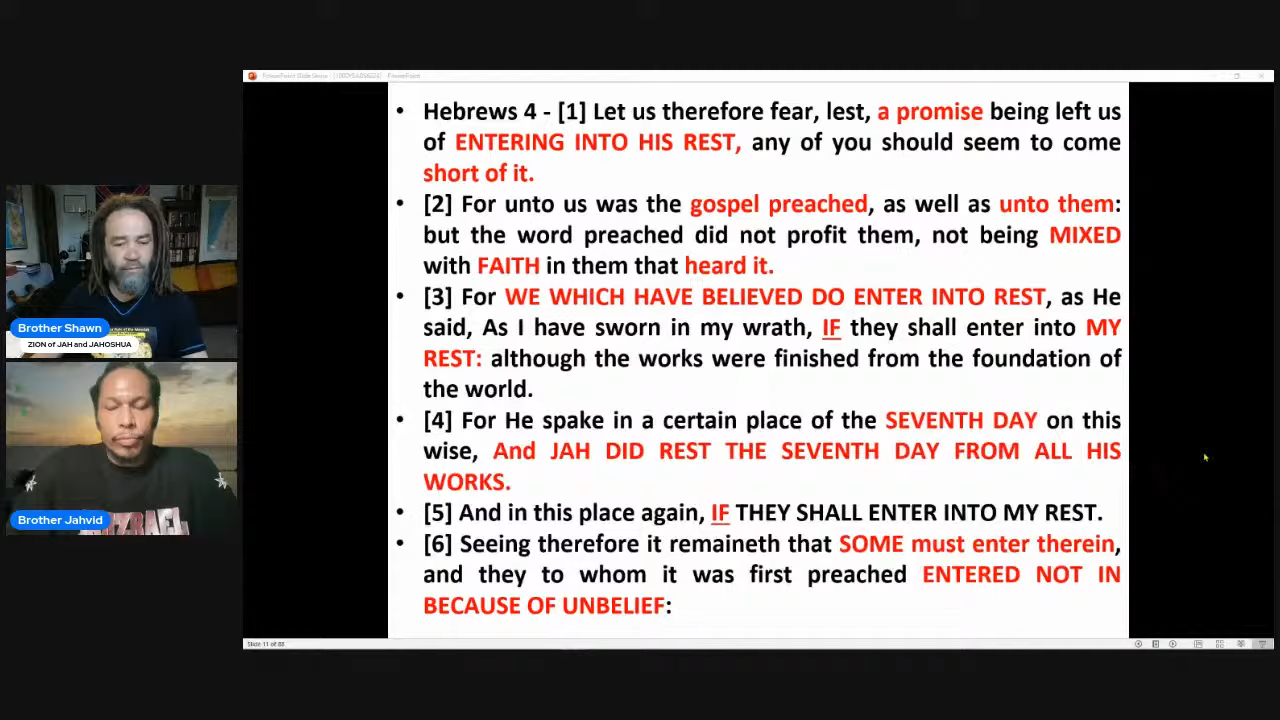 PowerPoint Slide Show - [
PowerPoint
• Hebrews 4 - [1] Let us therefore fear, lest, a promise being left us
of ENTERING INTO HIS REST, any of you should seem to come
short of it.
• [2] For unto us was the gospel preached, as well as unto them:
but the word preached did not profit them, not being MIXED
with FAITH in them that heard it.
• [3] For WE WHICH HAVE BELIEVED DO ENTER INTO REST, as He
said, As I have sworn in my wrath, IF they shall enter into MY
REST: although the works were finished from the foundation of
the world.
• [4] For He spake in a certain place of the SEVENTH DAY on this
wise, And JAH DID REST THE SEVENTH DAY FROM ALL HIS
WORKS.
• [5] And in this place again, IF THEY SHALL ENTER INTO MY REST.
• [6] Seeing therefore it remaineth that SOME must enter therein,
and they to whom it was first preached ENTERED NOT IN
BECAUSE OF UNBELIEF:
Slide 11 of 88
Brother Shawn
ZION of JAH and JAHOSHUA
Brother Jahvid